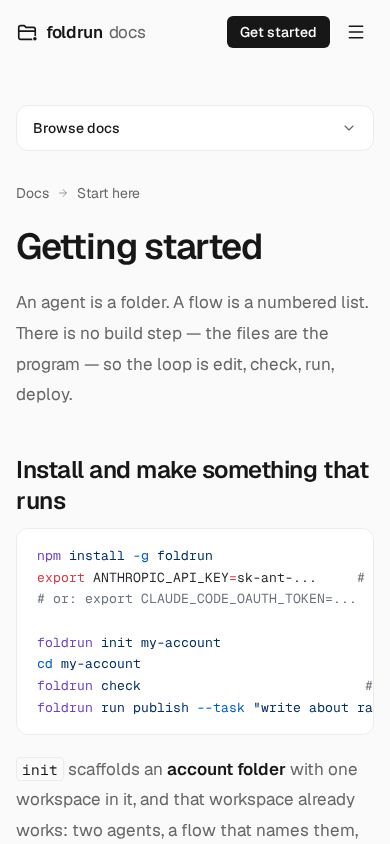 foldrun docs
Get started
Browse docs
Docs → Start here
Getting started
An agent is a folder. A flow is a numbered list.
There is no build step — the files are the
program — so the loop is edit, check, run,
deploy.
Install and make something that
runs
npm install -g foldrun
export ANTHROPIC_API_KEY=sk-ant-... #
# or: export CLAUDE_CODE_OAUTH_TOKEN=...
foldrun init my-account
cd my-account
foldrun check #
foldrun run publish --task "write about ra
init scaffolds an account folder with one
workspace in it, and that workspace already
works: two agents, a flow that names them,